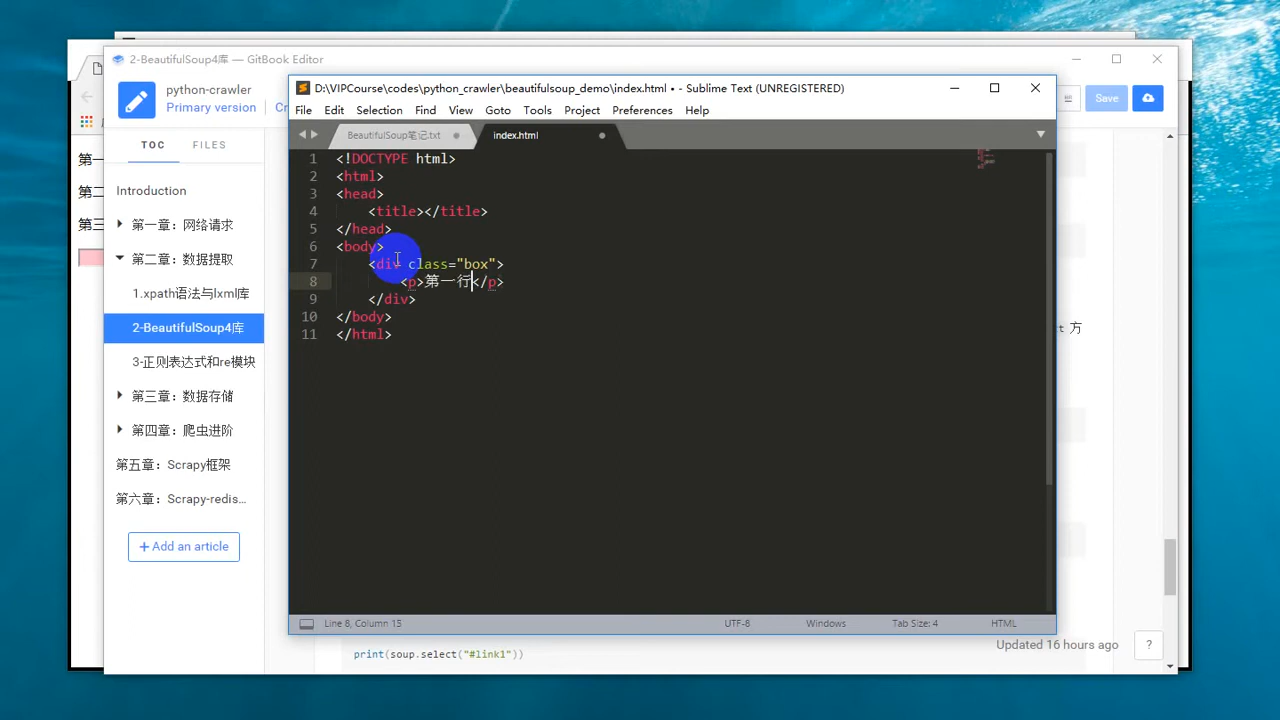 2-BeautifulSoup4库 — GitBook Editor
python-crawler
Primary version
Save
TOC FILES
Introduction
第一章：网络请求
第二章：数据提取
1.xpath语法与lxml库
2-BeautifulSoup4库
3-正则表达式和re模块
第三章：数据存储
第四章：爬虫进阶
第五章：Scrapy框架
第六章：Scrapy-redis...
+ Add an article
第一
第二
第三
D:\VIPCourse\codes\python_crawler\beautifulsoup_demo\index.html • - Sublime Text (UNREGISTERED)
File Edit Selection Find View Goto Tools Project Preferences Help
BeautifulSoup笔记.txt index.html
1 <!DOCTYPE html>
2 <html>
3 <head>
4 <title></title>
5 </head>
6 <body>
7 <div class="box">
8 <p>第一行</p>
9 </div>
10 </body>
11 </html>
Line 8, Column 15 UTF-8 Windows Tab Size: 4 HTML
方
Updated 16 hours ago ?
print(soup.select("#link1"))